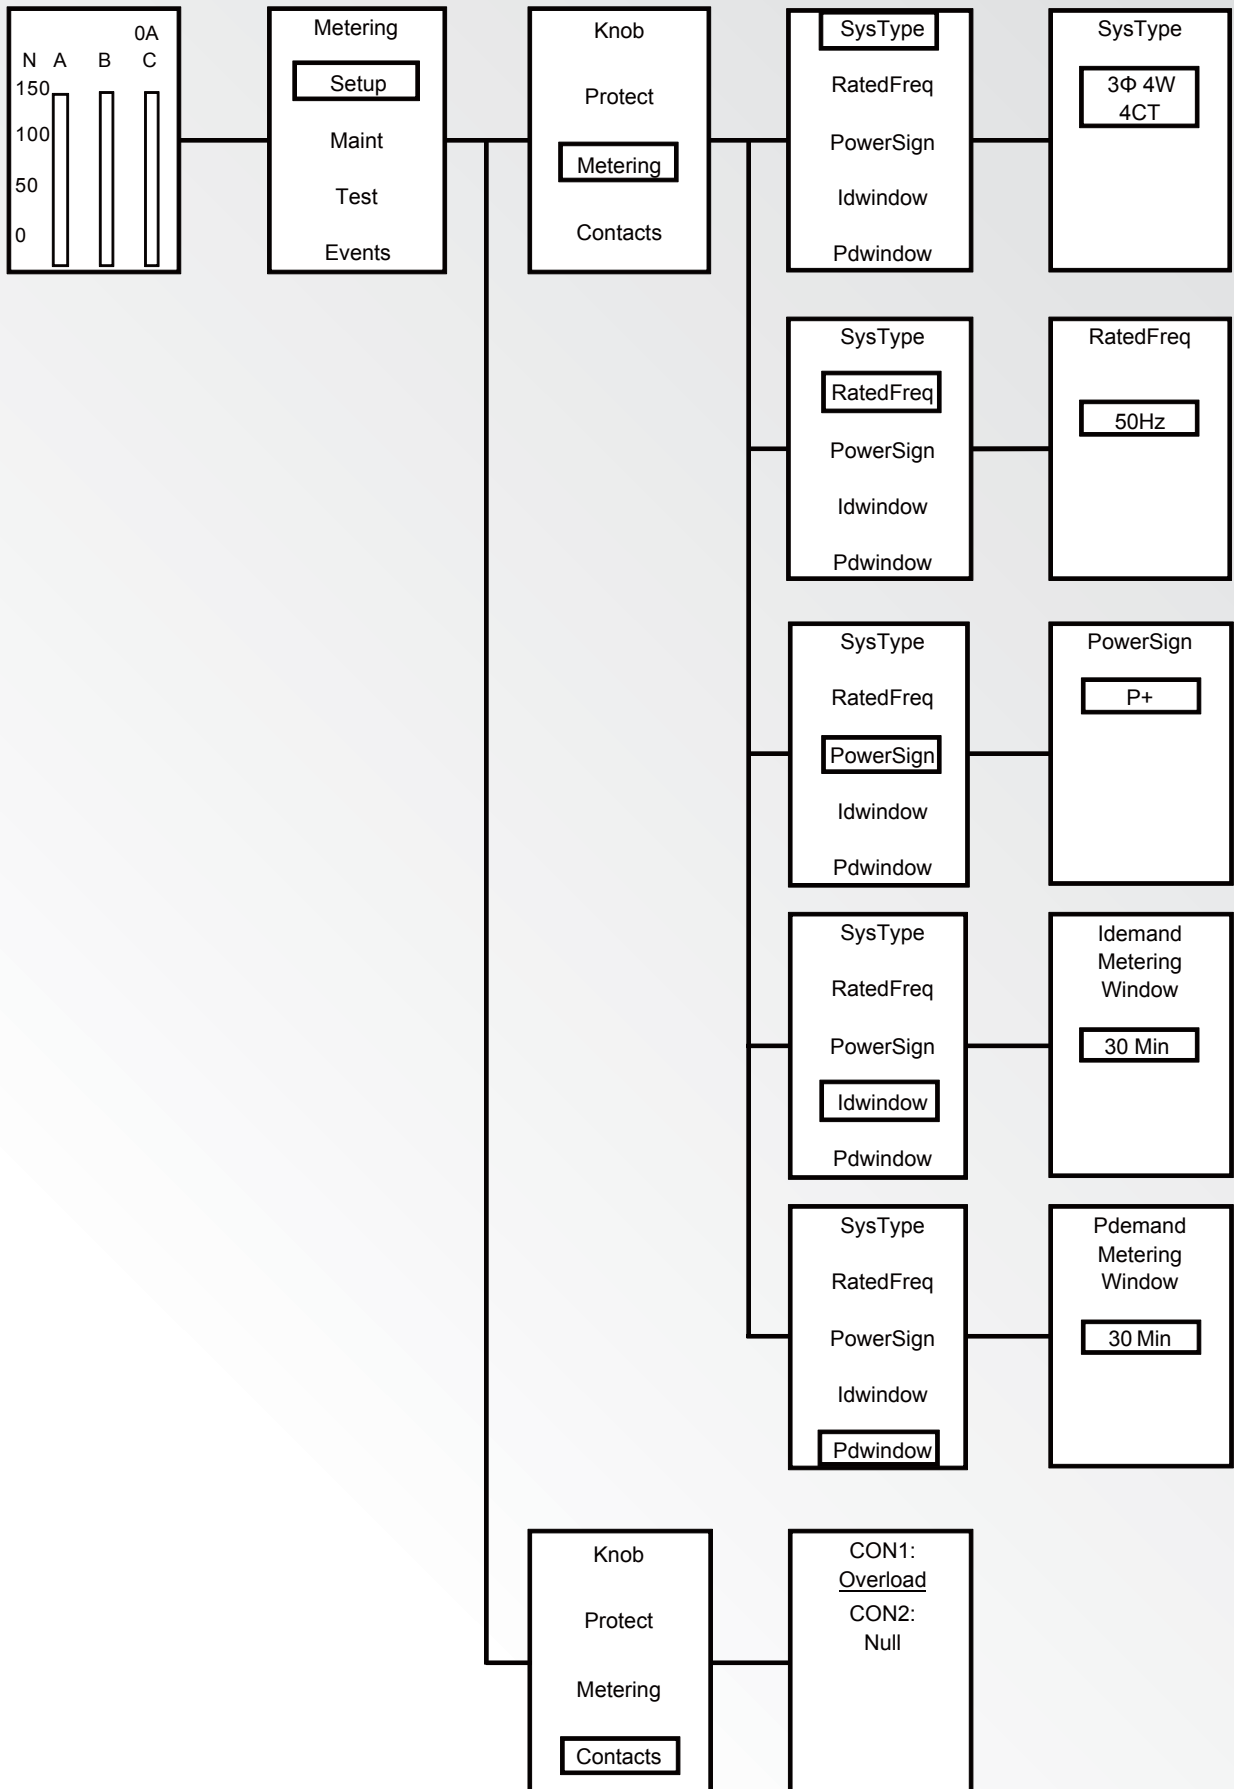 0A
N A B C
150
100
50
0
Metering
Setup
Maint
Test
Events
Knob
Protect
Metering
Contacts
SysType
RatedFreq
PowerSign
Idwindow
Pdwindow
SysType
3Φ 4W
4CT
SysType
RatedFreq
PowerSign
Idwindow
Pdwindow
RatedFreq
50Hz
SysType
RatedFreq
PowerSign
Idwindow
Pdwindow
PowerSign
P+
SysType
RatedFreq
PowerSign
Idwindow
Pdwindow
Idemand
Metering
Window
30 Min
SysType
RatedFreq
PowerSign
Idwindow
Pdwindow
Pdemand
Metering
Window
30 Min
Knob
Protect
Metering
Contacts
CON1:
Overload
CON2:
Null